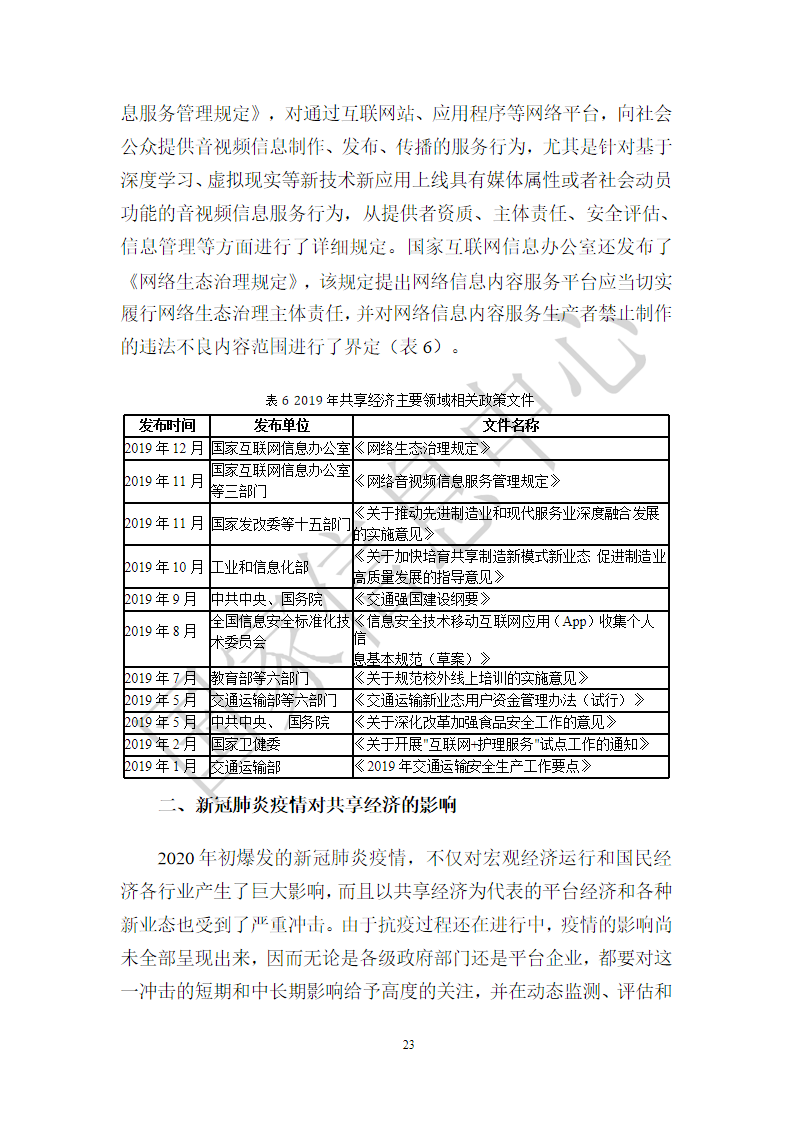 息服务管理规定》，对通过互联网站、应用程序等网络平台，向社会
公众提供音视频信息制作、发布、传播的服务行为，尤其是针对基于
深度学习、虚拟现实等新技术新应用上线具有媒体属性或者社会动员
功能的音视频信息服务行为，从提供者资质、主体责任、安全评估、
信息管理等方面进行了详细规定。国家互联网信息办公室还发布了
《网络生态治理规定》，该规定提出网络信息内容服务平台应当切实
履行网络生态治理主体责任，并对网络信息内容服务生产者禁止制作
的违法不良内容范围进行了界定（表 6）。
表 6 2019 年共享经济主要领域相关政策文件
发布时间 发布单位 文件名称
2019 年 12 月 国家互联网信息办公室 《网络生态治理规定》
2019 年 11 月 国家互联网信息办公室
等三部门 《网络音视频信息服务管理规定》
2019 年 11 月 国家发改委等十五部门 《关于推动先进制造业和现代服务业深度融合发展
的实施意见》
2019 年 10 月 工业和信息化部 《关于加快培育共享制造新模式新业态 促进制造业
高质量发展的指导意见》
2019 年 9 月 中共中央、国务院 《交通强国建设纲要》
2019 年 8 月 全国信息安全标准化技
术委员会 《信息安全技术移动互联网应用（App）收集个人
信
息基本规范（草案）》
2019 年 7 月 教育部等六部门 《关于规范校外线上培训的实施意见》
2019 年 5 月 交通运输部等六部门 《交通运输新业态用户资金管理办法（试行）》
2019 年 5 月 中共中央、 国务院 《关于深化改革加强食品安全工作的意见》
2019 年 2 月 国家卫健委 《关于开展"互联网+护理服务"试点工作的通知》
2019 年 1 月 交通运输部 《2019 年交通运输安全生产工作要点》
二、新冠肺炎疫情对共享经济的影响
2020 年初爆发的新冠肺炎疫情，不仅对宏观经济运行和国民经
济各行业产生了巨大影响，而且以共享经济为代表的平台经济和各种
新业态也受到了严重冲击。由于抗疫过程还在进行中，疫情的影响尚
未全部呈现出来，因而无论是各级政府部门还是平台企业，都要对这
一冲击的短期和中长期影响给予高度的关注，并在动态监测、评估和
23
国家信息中心